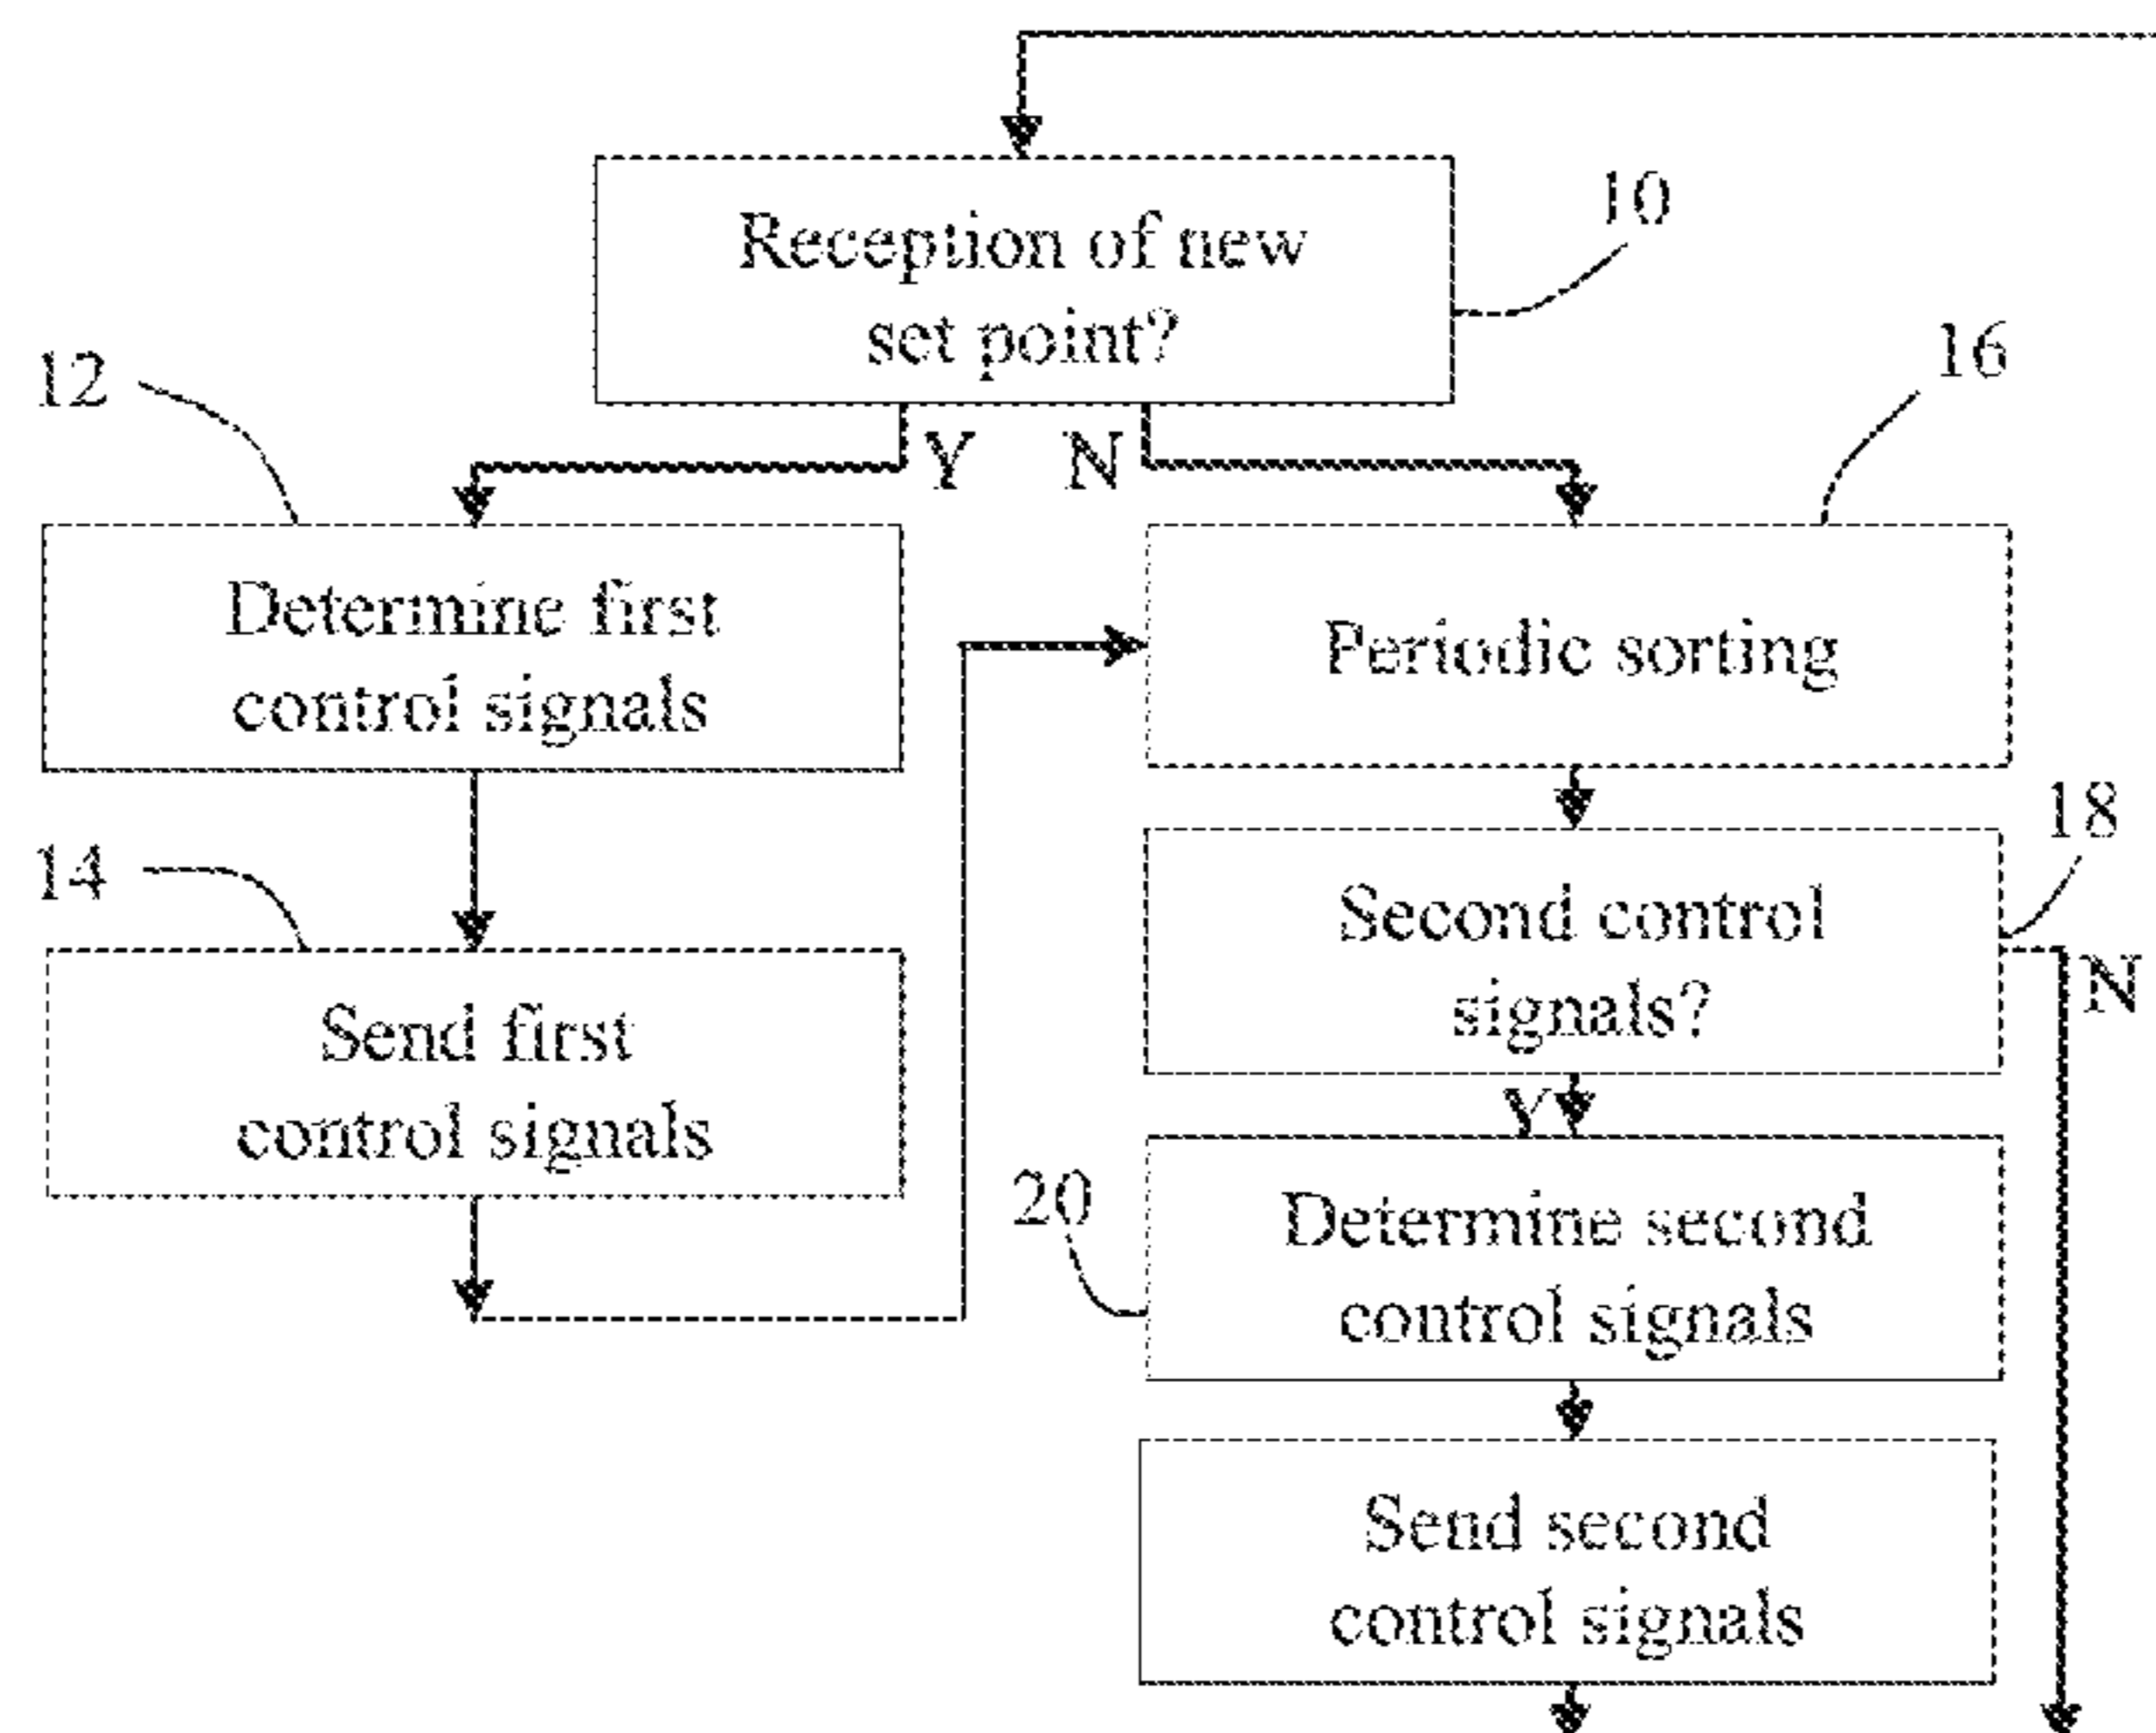 Reception of new
set point?
10
12
Y
N
16
Determine first
control signals
Periodic sorting
14
Send first
control signals
18
Second control
signals?
N
Y
20
Determine second
control signals
Send second
control signals